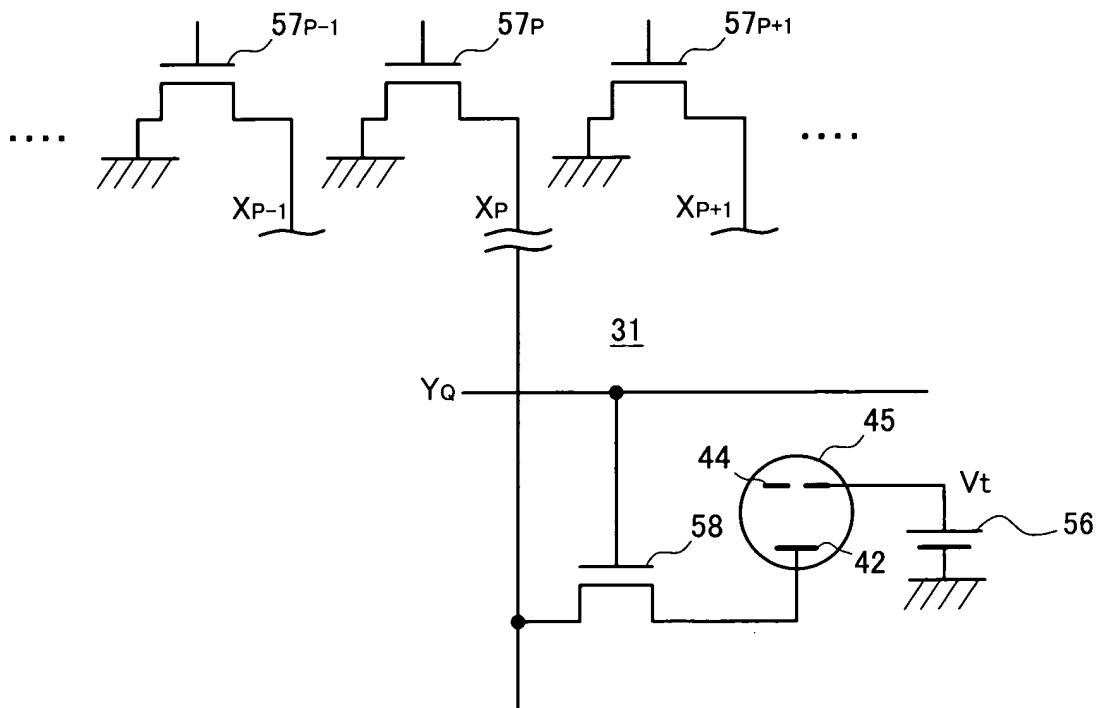 57P-1
57P
57P+1
....
....
XP-1
XP
XP+1
31
YQ
45
44
Vt
58
42
56